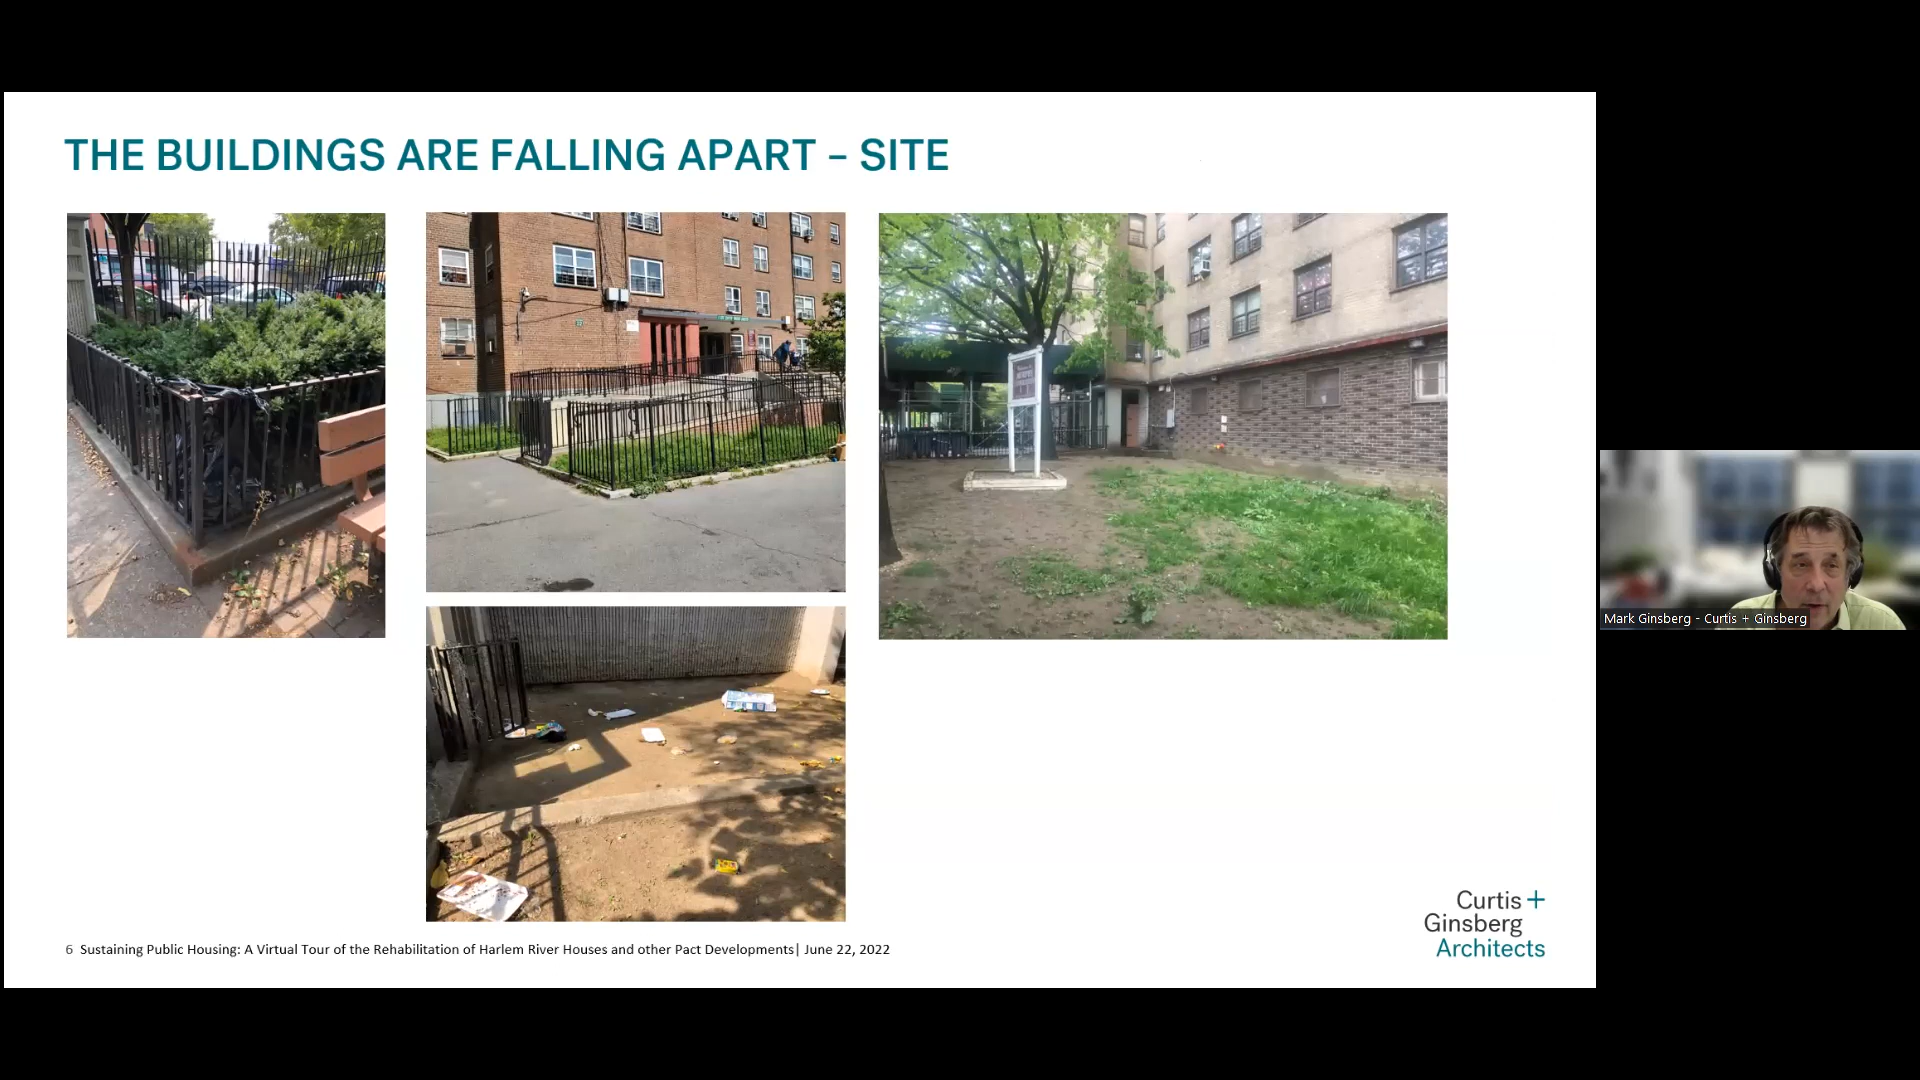 THE BUILDINGS ARE FALLING APART – SITE
Mark Ginsberg - Curtis + Ginsberg
Curtis +
Ginsberg
Architects
6 Sustaining Public Housing: A Virtual Tour of the Rehabilitation of Harlem River Houses and other Pact Developments| June 22, 2022